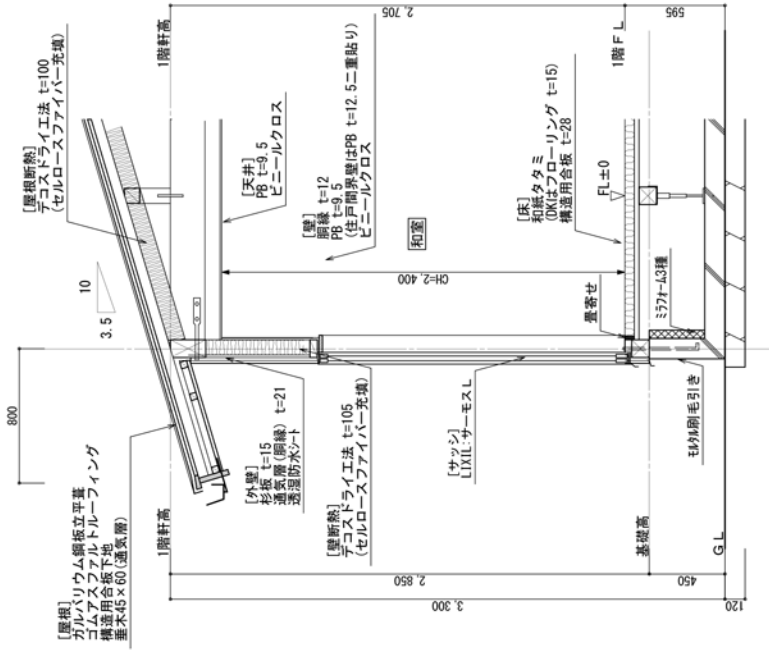 800
[屋根]
ガルバリウム鋼板立平葺
ゴムアスファルトルーフィング
構造用合板下地
垂木45×60(通気層)
10
3.5
[屋根断熱]
デコスドライ工法 t=100
(セルロースファイバー充填)
1階軒高
1階軒高
[外壁]
杉板 t=15
通気層(胴縁) t=21
透湿防水シート
[天井]
PB t=9.5
ビニールクロス
[壁断熱]
デコスドライ工法 t=105
(セルロースファイバー充填)
[壁]
胴縁 t=12
PB t=9.5
(住戸間界壁はPB t=12.5二重貼り)
ビニールクロス
和室
CH=2,400
2,705
2,850
3,300
[サッシ]
LIXIL:サーモスL
畳寄せ
[床]
和紙タタミ
(DKはフローリング t=15)
構造用合板 t=28
FL±0
1階FL
595
基礎高
ミラフォーム3種
モルタル刷毛引き
450
GL
120